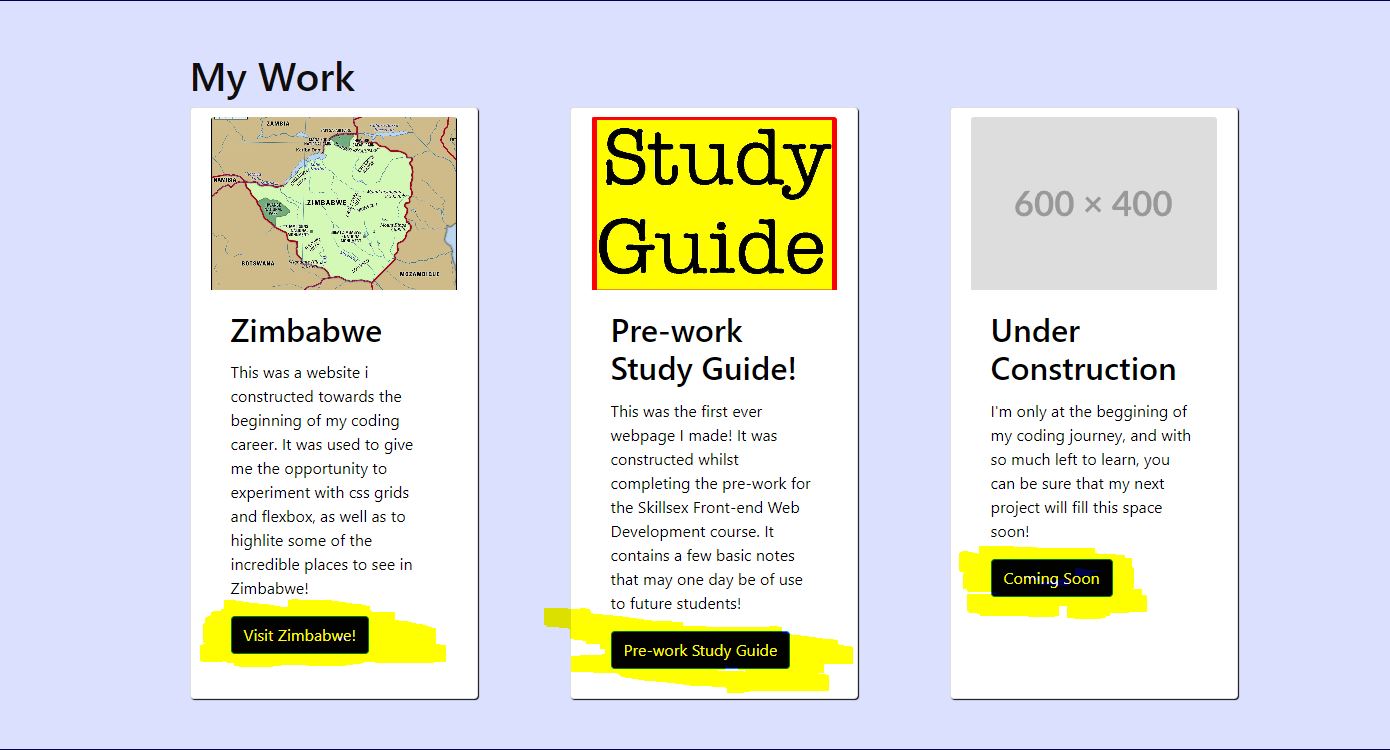 My Work
ZAMBIA
NAMIBIA
ZIMBABWE
BOTSWANA
MOZAMBIQUE
Zimbabwe
This was a website i
constructed towards the
beginning of my coding
career. It was used to give
me the opportunity to
experiment with css grids
and flexbox, as well as to
highlite some of the
incredible places to see in
Zimbabwe!
Visit Zimbabwe!
Study
Guide
Pre-work
Study Guide!
This was the first ever
webpage I made! It was
constructed whilst
completing the pre-work for
the Skillsex Front-end Web
Development course. It
contains a few basic notes
that may one day be of use
to future students!
Pre-work Study Guide
600 × 400
Under
Construction
I'm only at the beggining of
my coding journey, and with
so much left to learn, you
can be sure that my next
project will fill this space
soon!
Coming Soon